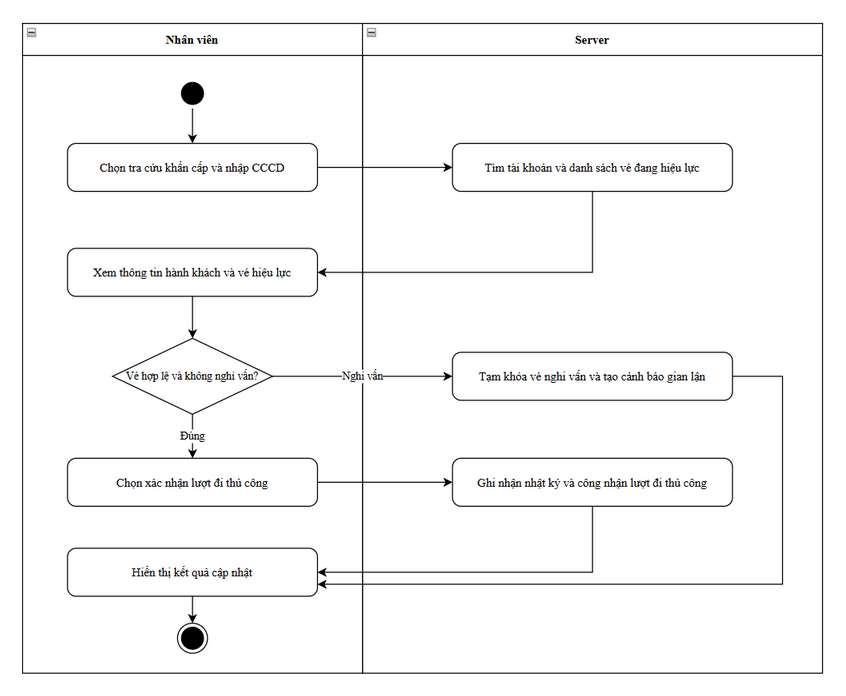 Nhân viên
Server
Chọn tra cứu khẩn cấp và nhập CCCD
Tìm tài khoản và danh sách vé đang hiệu lực
Xem thông tin hành khách và vé hiệu lực
Vé hợp lệ và không nghi vấn?
Nghi vấn
Tạm khóa vé nghi vấn và tạo cảnh báo gian lận
Đúng
Chọn xác nhận lượt đi thủ công
Ghi nhận nhật ký và công nhận lượt đi thủ công
Hiển thị kết quả cập nhật